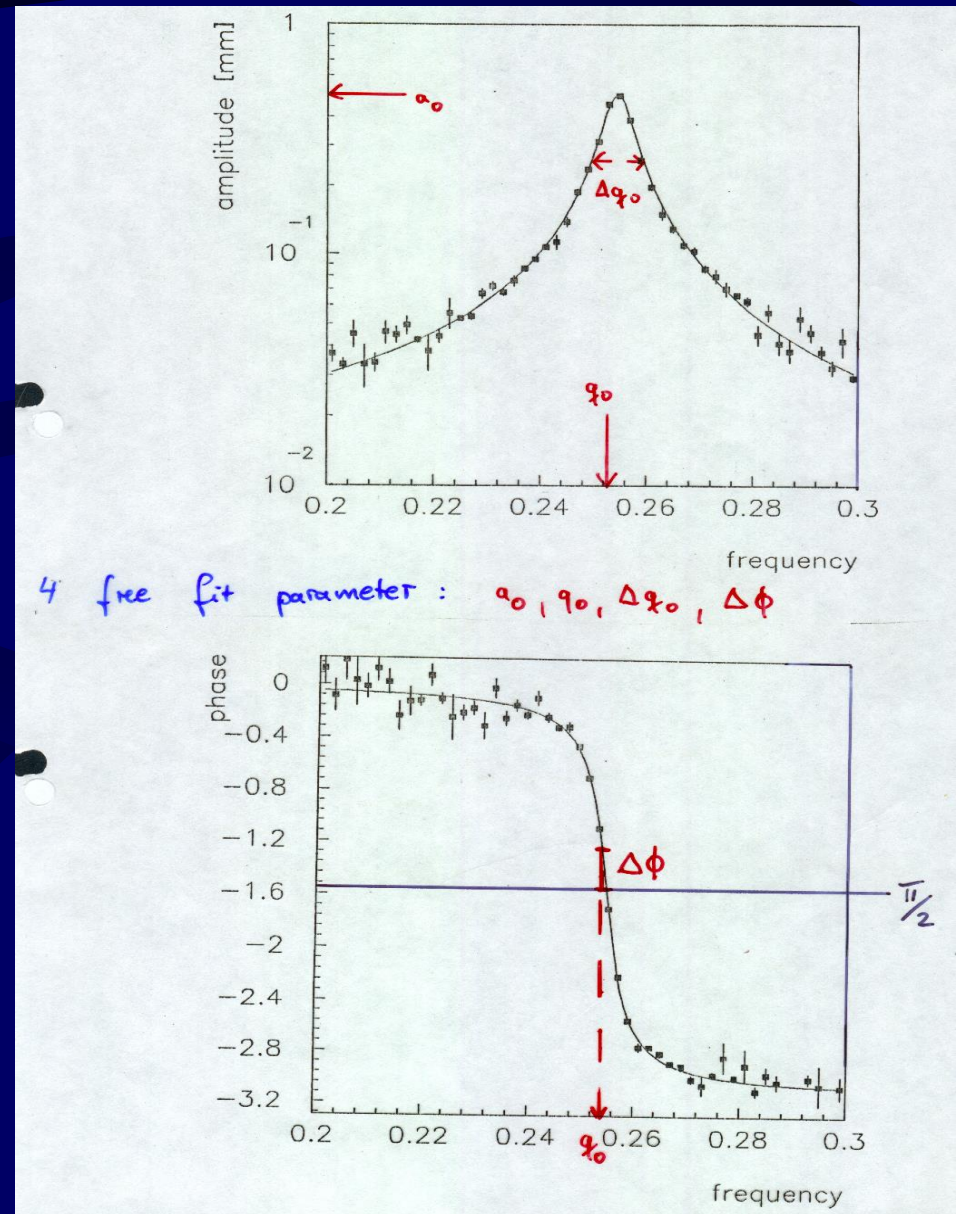 1
amplitude [mm]
a₀
Δq₀
10⁻¹
q₀
10⁻²
0.2 0.22 0.24 0.26 0.28 0.3
frequency
4 free fit parameter : a₀, q₀, Δq₀, Δϕ
phase
0
−0.4
−0.8
−1.2
Δϕ
−1.6
π/2
−2
−2.4
−2.8
−3.2
0.2 0.22 0.24 0.26 0.28 0.3
q₀
frequency